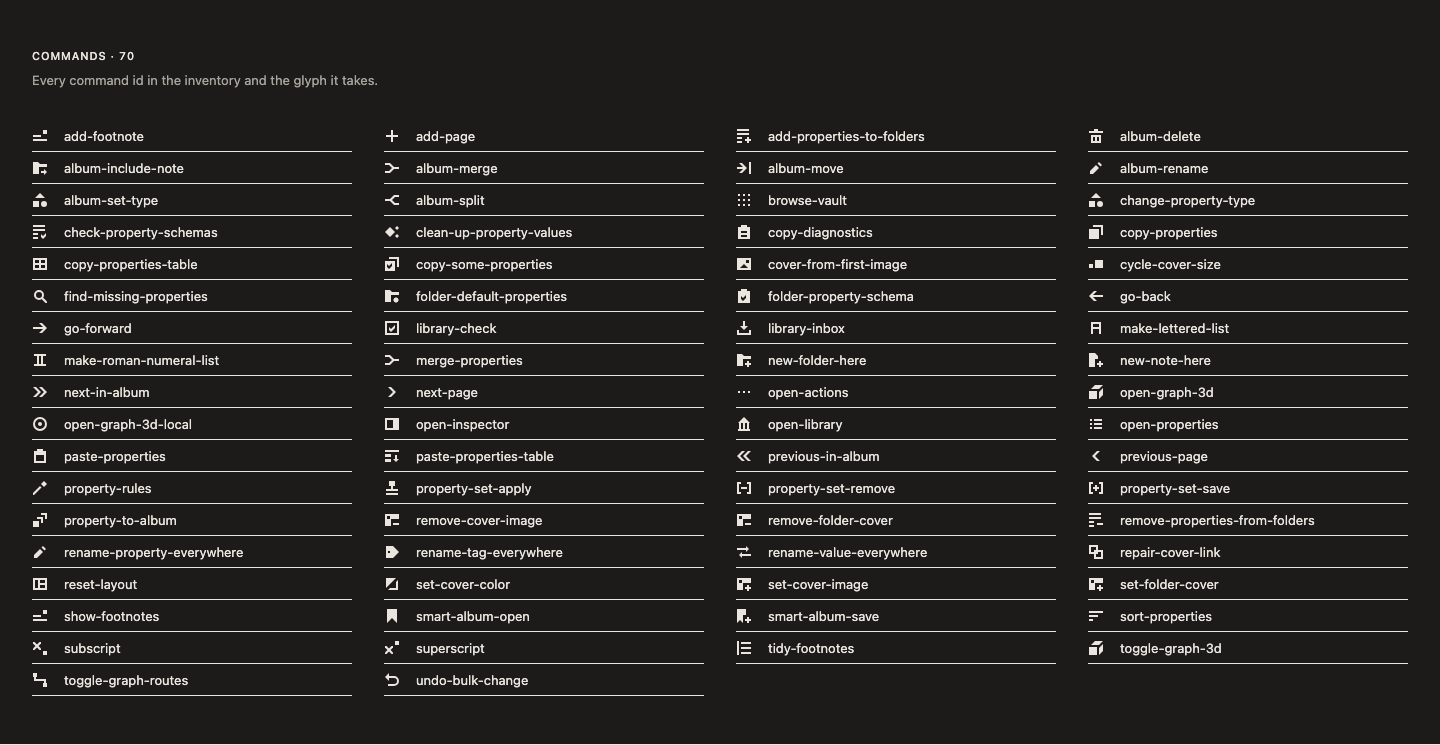 COMMANDS · 70
Every command id in the inventory and the glyph it takes.
add-footnote
add-page
add-properties-to-folders
album-delete
album-include-note
album-merge
album-move
album-rename
album-set-type
album-split
browse-vault
change-property-type
check-property-schemas
clean-up-property-values
copy-diagnostics
copy-properties
copy-properties-table
copy-some-properties
cover-from-first-image
cycle-cover-size
find-missing-properties
folder-default-properties
folder-property-schema
go-back
go-forward
library-check
library-inbox
make-lettered-list
make-roman-numeral-list
merge-properties
new-folder-here
new-note-here
next-in-album
next-page
open-actions
open-graph-3d
open-graph-3d-local
open-inspector
open-library
open-properties
paste-properties
paste-properties-table
previous-in-album
previous-page
property-rules
property-set-apply
property-set-remove
property-set-save
property-to-album
remove-cover-image
remove-folder-cover
remove-properties-from-folders
rename-property-everywhere
rename-tag-everywhere
rename-value-everywhere
repair-cover-link
reset-layout
set-cover-color
set-cover-image
set-folder-cover
show-footnotes
smart-album-open
smart-album-save
sort-properties
subscript
superscript
tidy-footnotes
toggle-graph-3d
toggle-graph-routes
undo-bulk-change